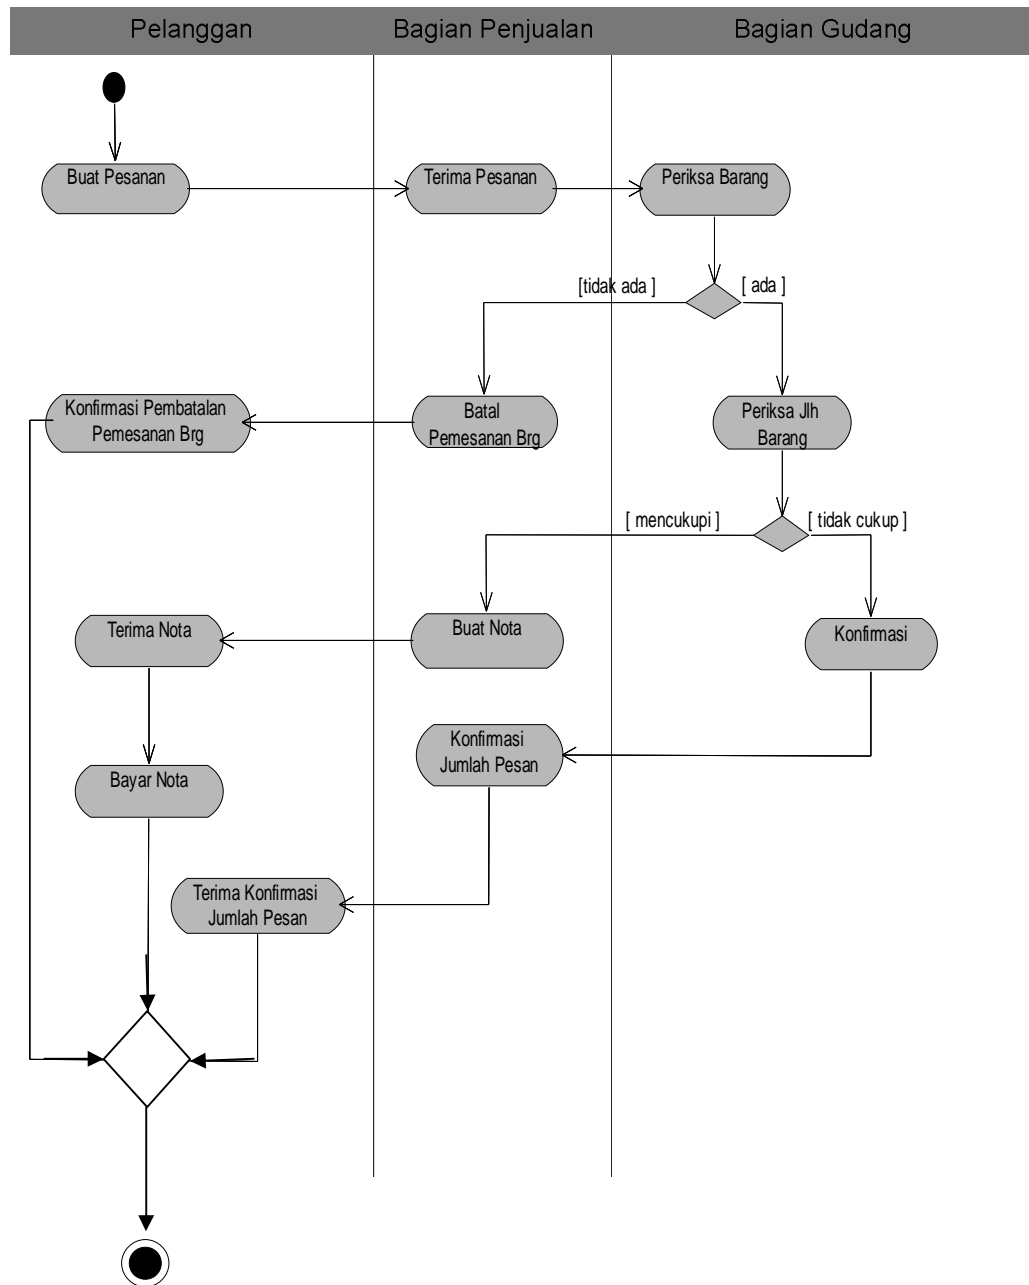 Pelanggan
Bagian Penjualan
Bagian Gudang
Buat Pesanan
Terima Pesanan
Periksa Barang
[tidak ada ]
[ ada ]
Konfirmasi Pembatalan
Pemesanan Brg
Batal
Pemesanan Brg
Periksa Jlh
Barang
[ mencukupi ]
[ tidak cukup ]
Terima Nota
Buat Nota
Konfirmasi
Konfirmasi
Jumlah Pesan
Bayar Nota
Terima Konfirmasi
Jumlah Pesan